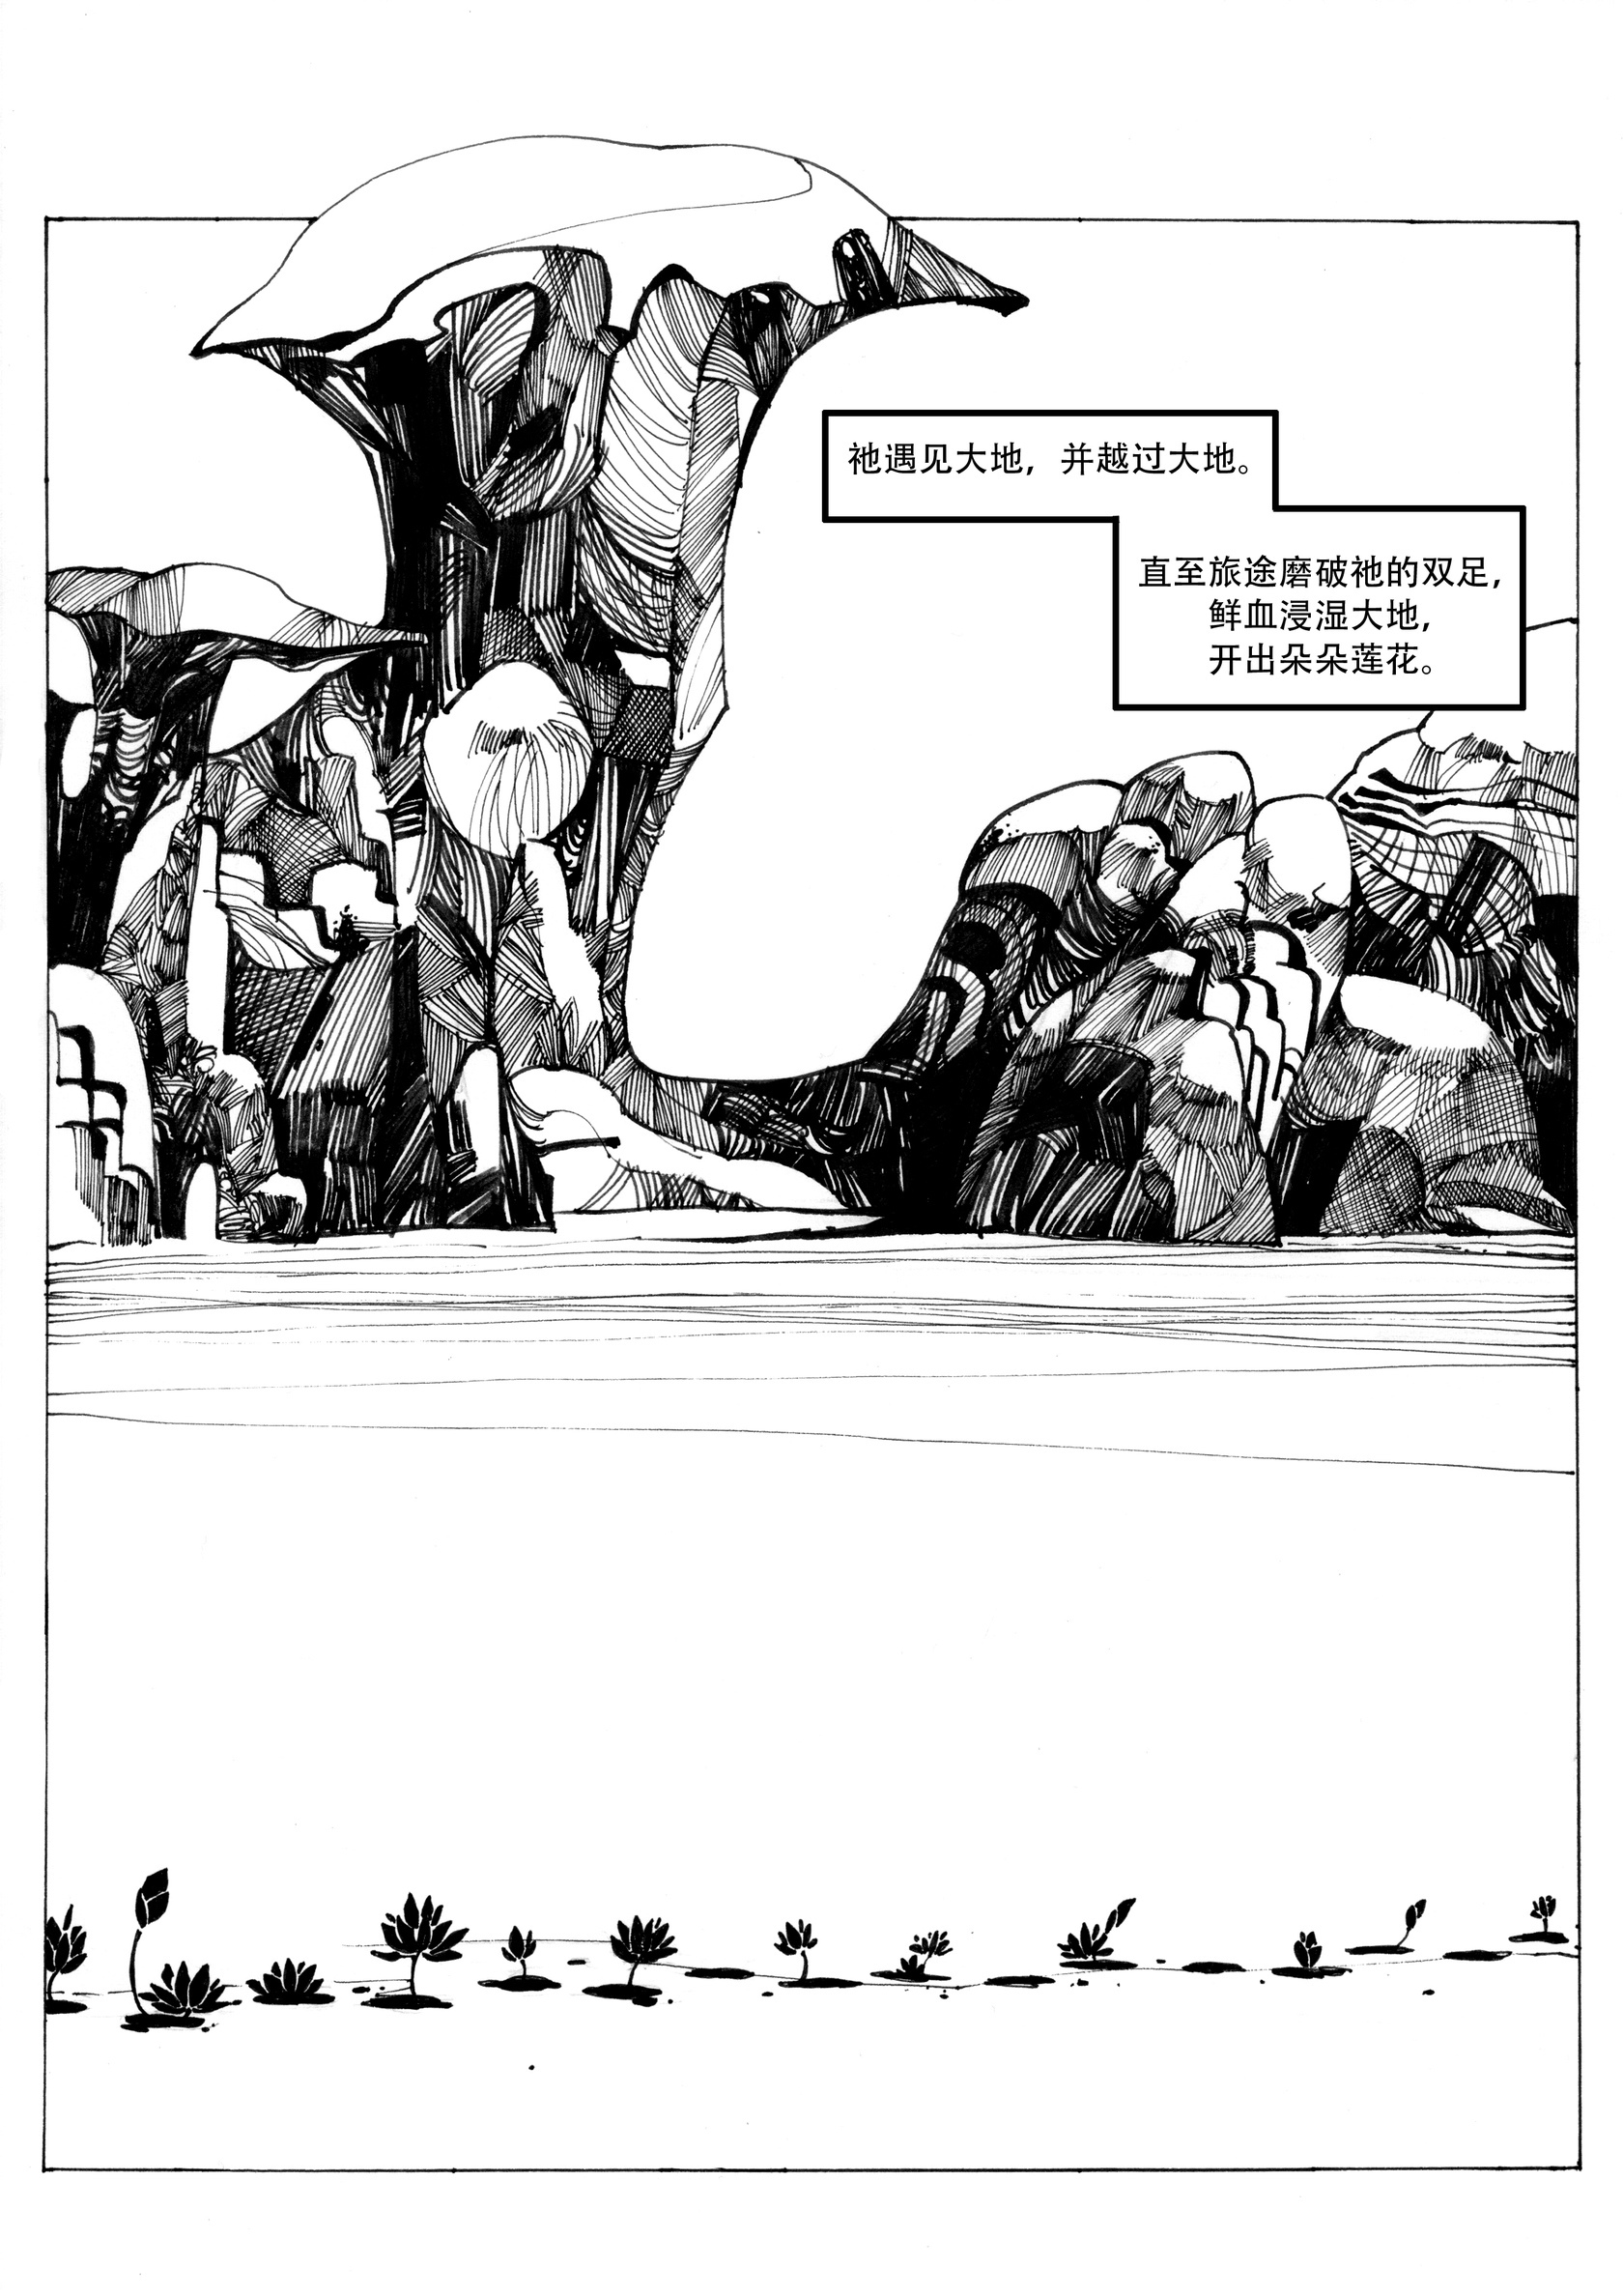 祂遇见大地，并越过大地。
直至旅途磨破祂的双足，
鲜血浸湿大地，
开出朵朵莲花。